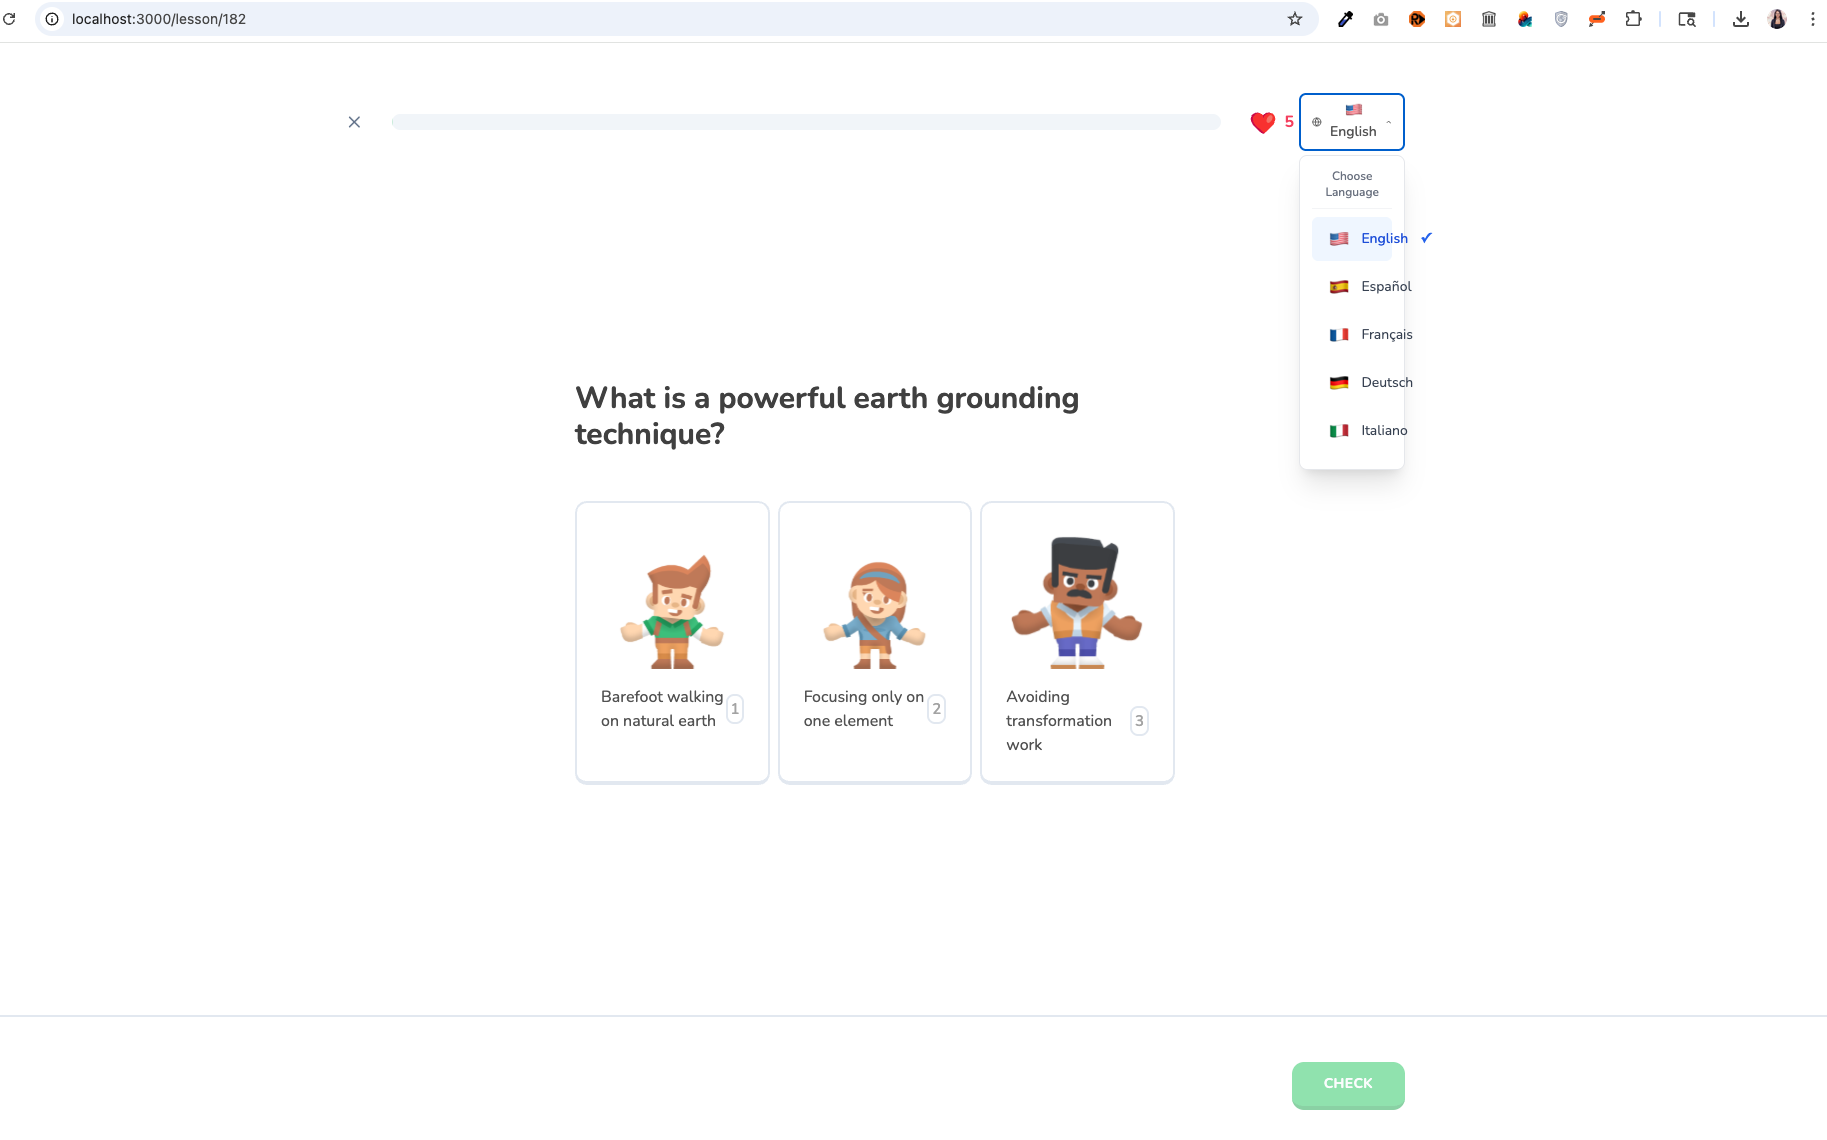 localhost:3000/lesson/182
5
English
Choose
Language
English ✓
Español
Français
Deutsch
Italiano
What is a powerful earth grounding
technique?
Barefoot walking
on natural earth
1
Focusing only on
one element
2
Avoiding
transformation
work
3
CHECK